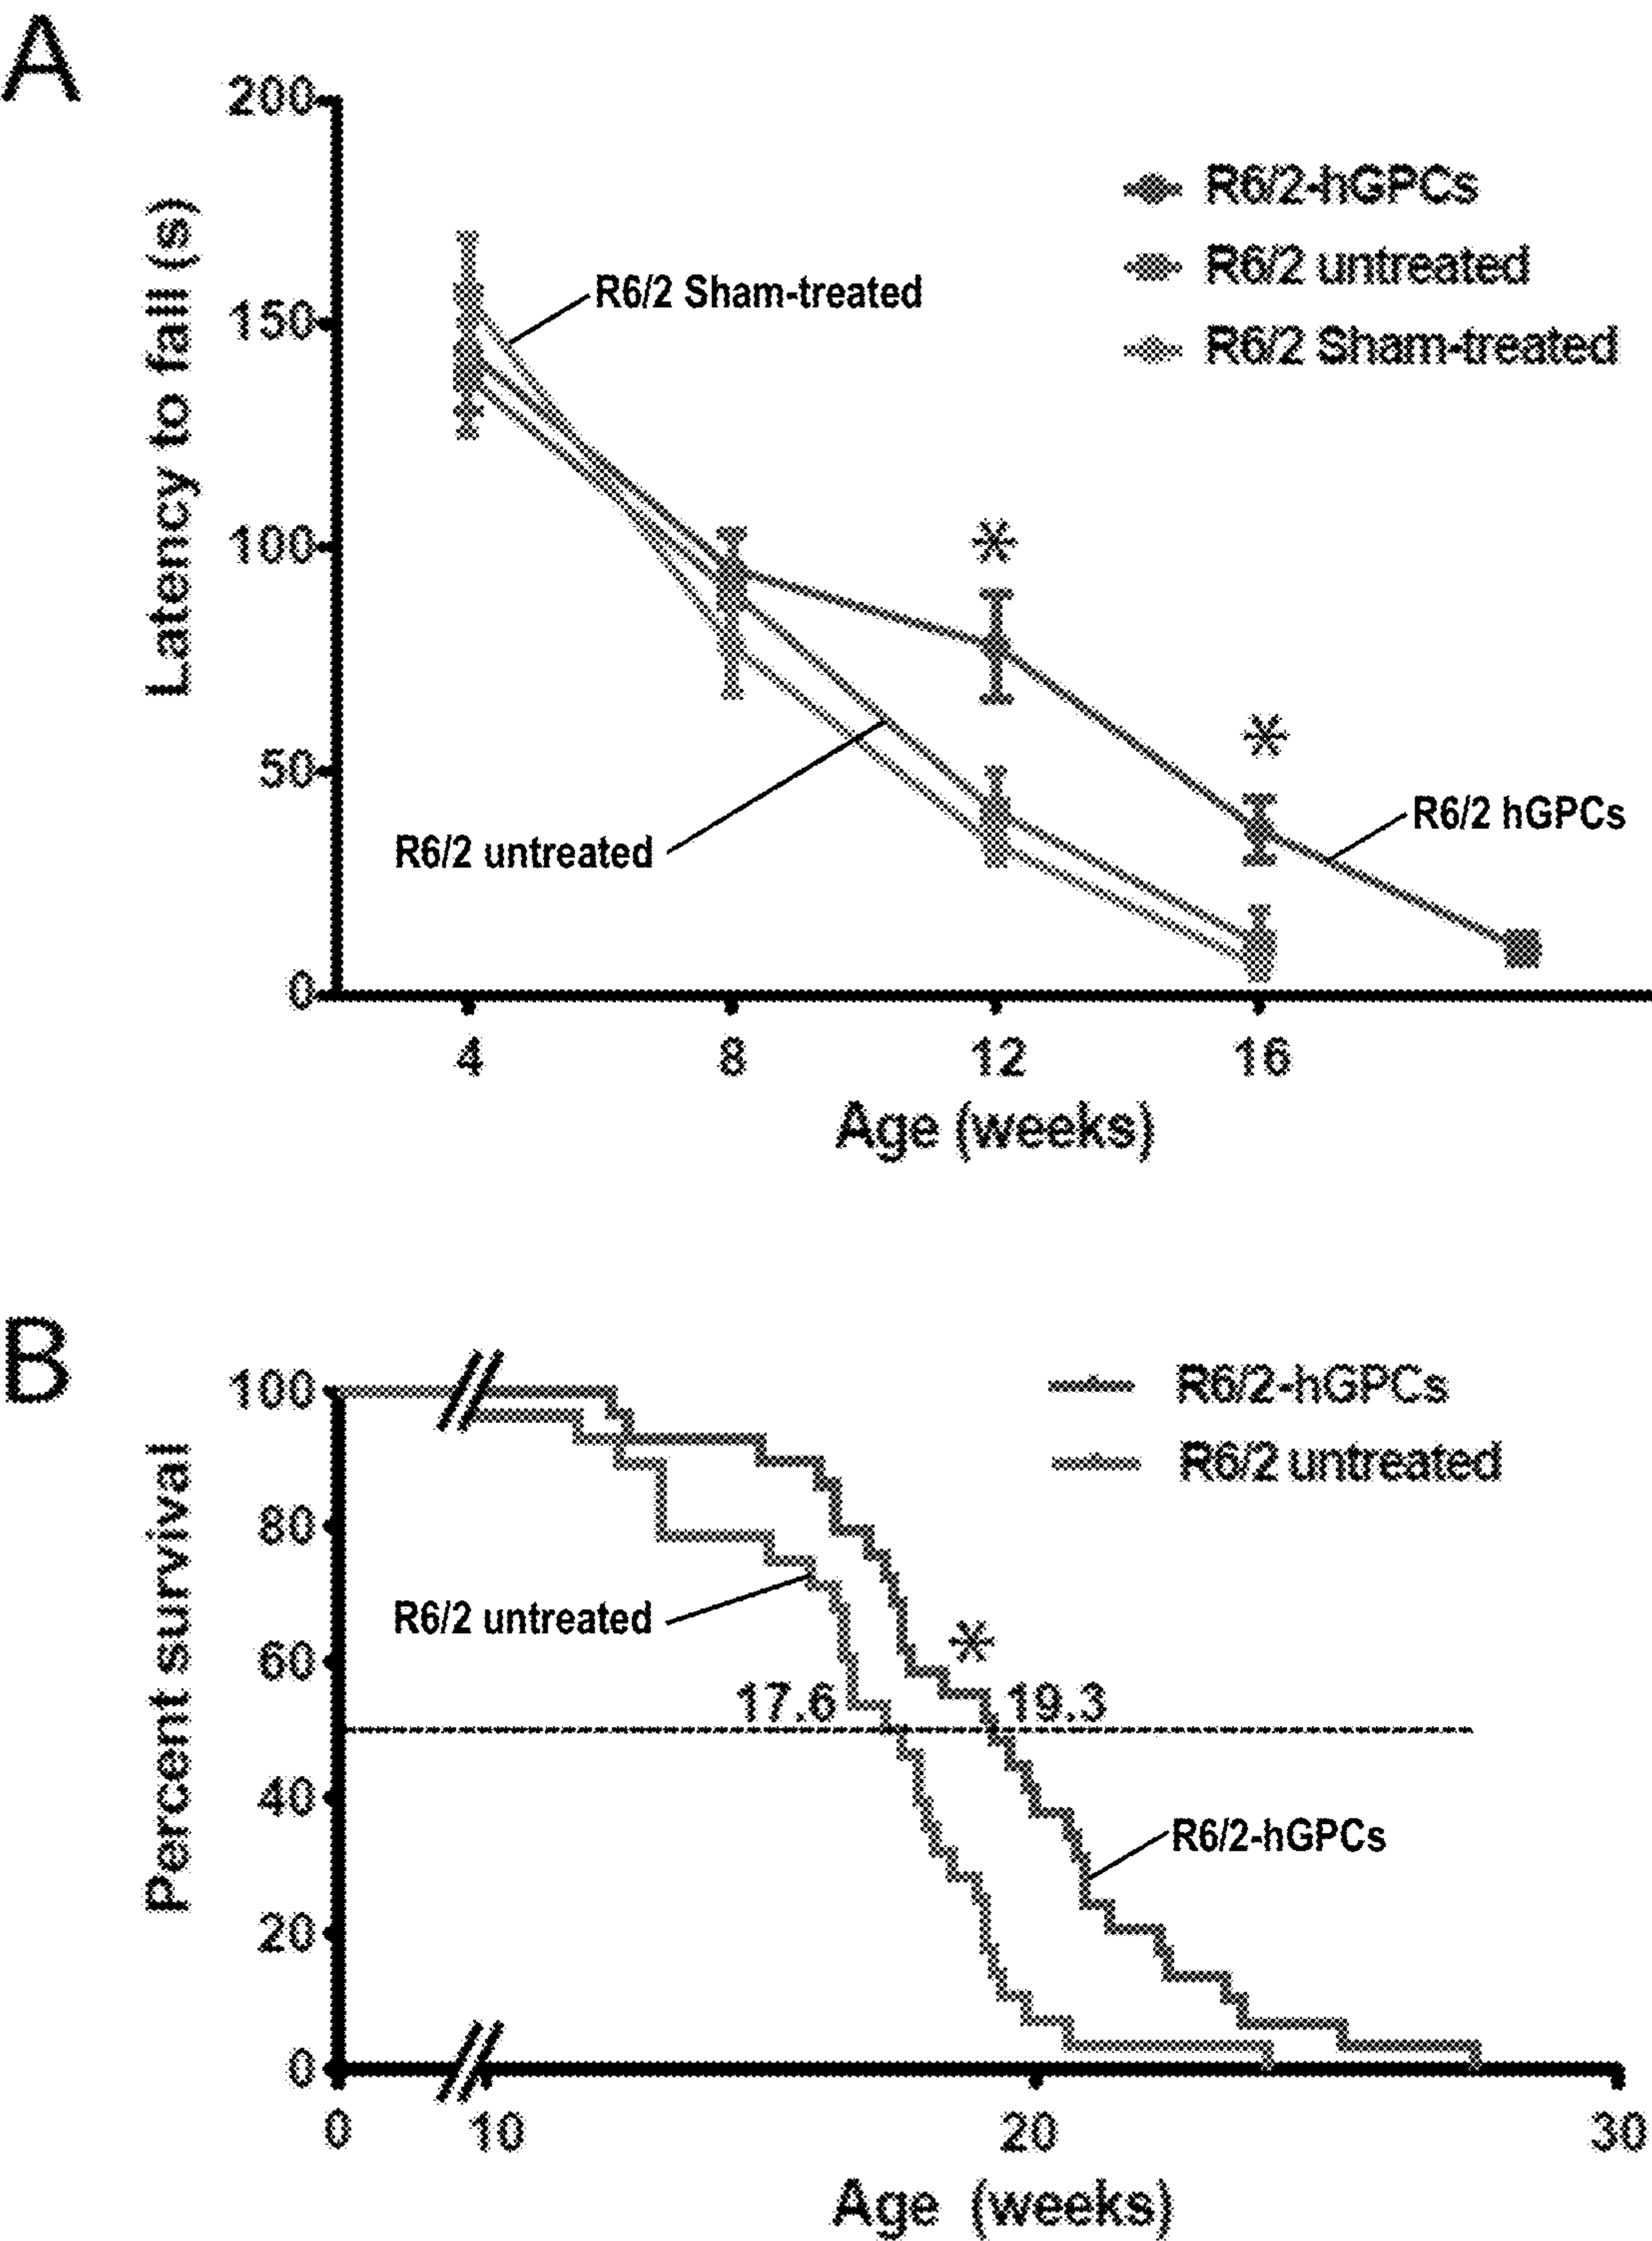 A
200
150
100
50
0
Latency to fall (s)
R6/2-hGPCs
R6/2 untreated
R6/2 Sham-treated
R6/2 Sham-treated
*
*
R6/2 untreated
R6/2 hGPCs
4 8 12 16
Age (weeks)
B
100
80
60
40
20
0
Percent survival
R6/2-hGPCs
R6/2 untreated
R6/2 untreated
*
17.6 19.3
R6/2-hGPCs
0 10 20 30
Age (weeks)